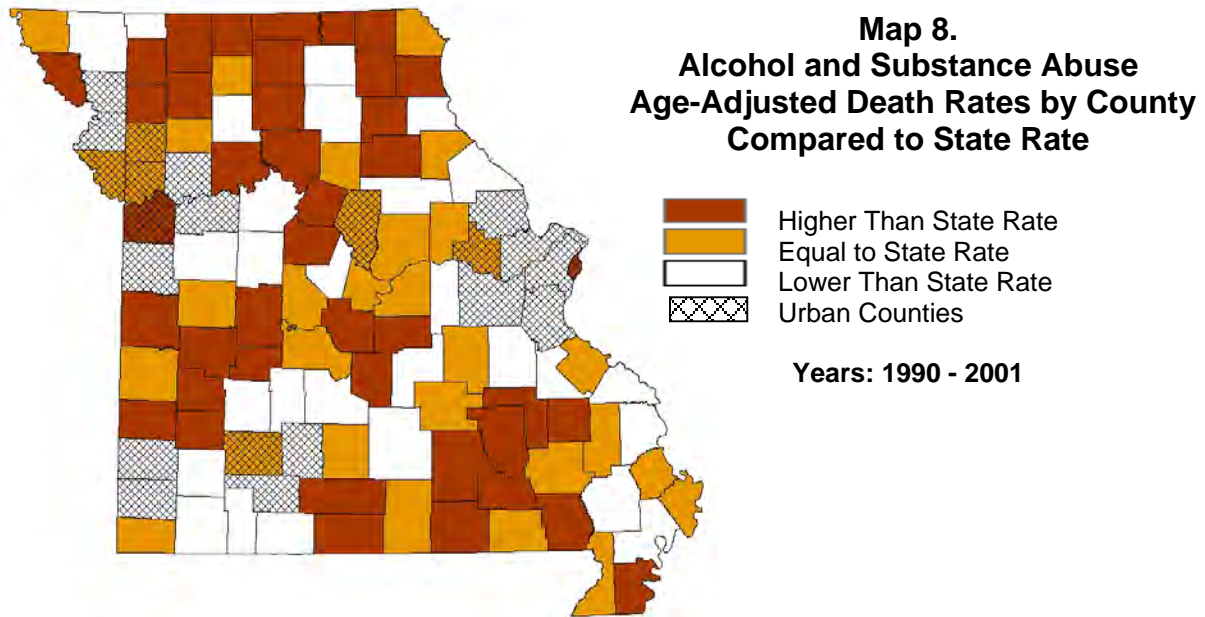 Map 8.
Alcohol and Substance Abuse
Age-Adjusted Death Rates by County
Compared to State Rate
Higher Than State Rate
Equal to State Rate
Lower Than State Rate
Urban Counties
Years: 1990 - 2001